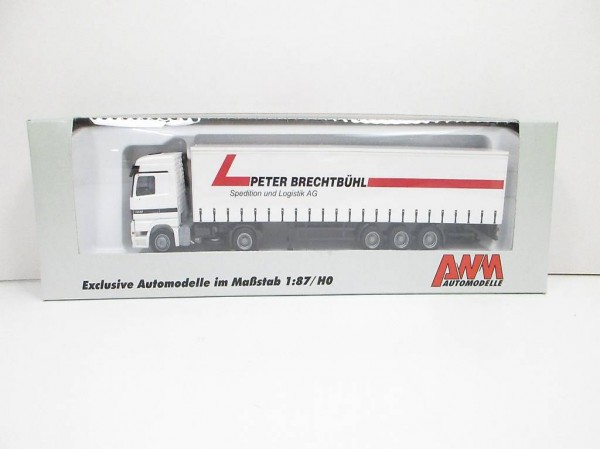 PETER BRECHTBÜHL
Spedition und Logistik AG
Exclusive Automodelle im Maßstab 1:87/H0
AWM
AUTOMODELLE